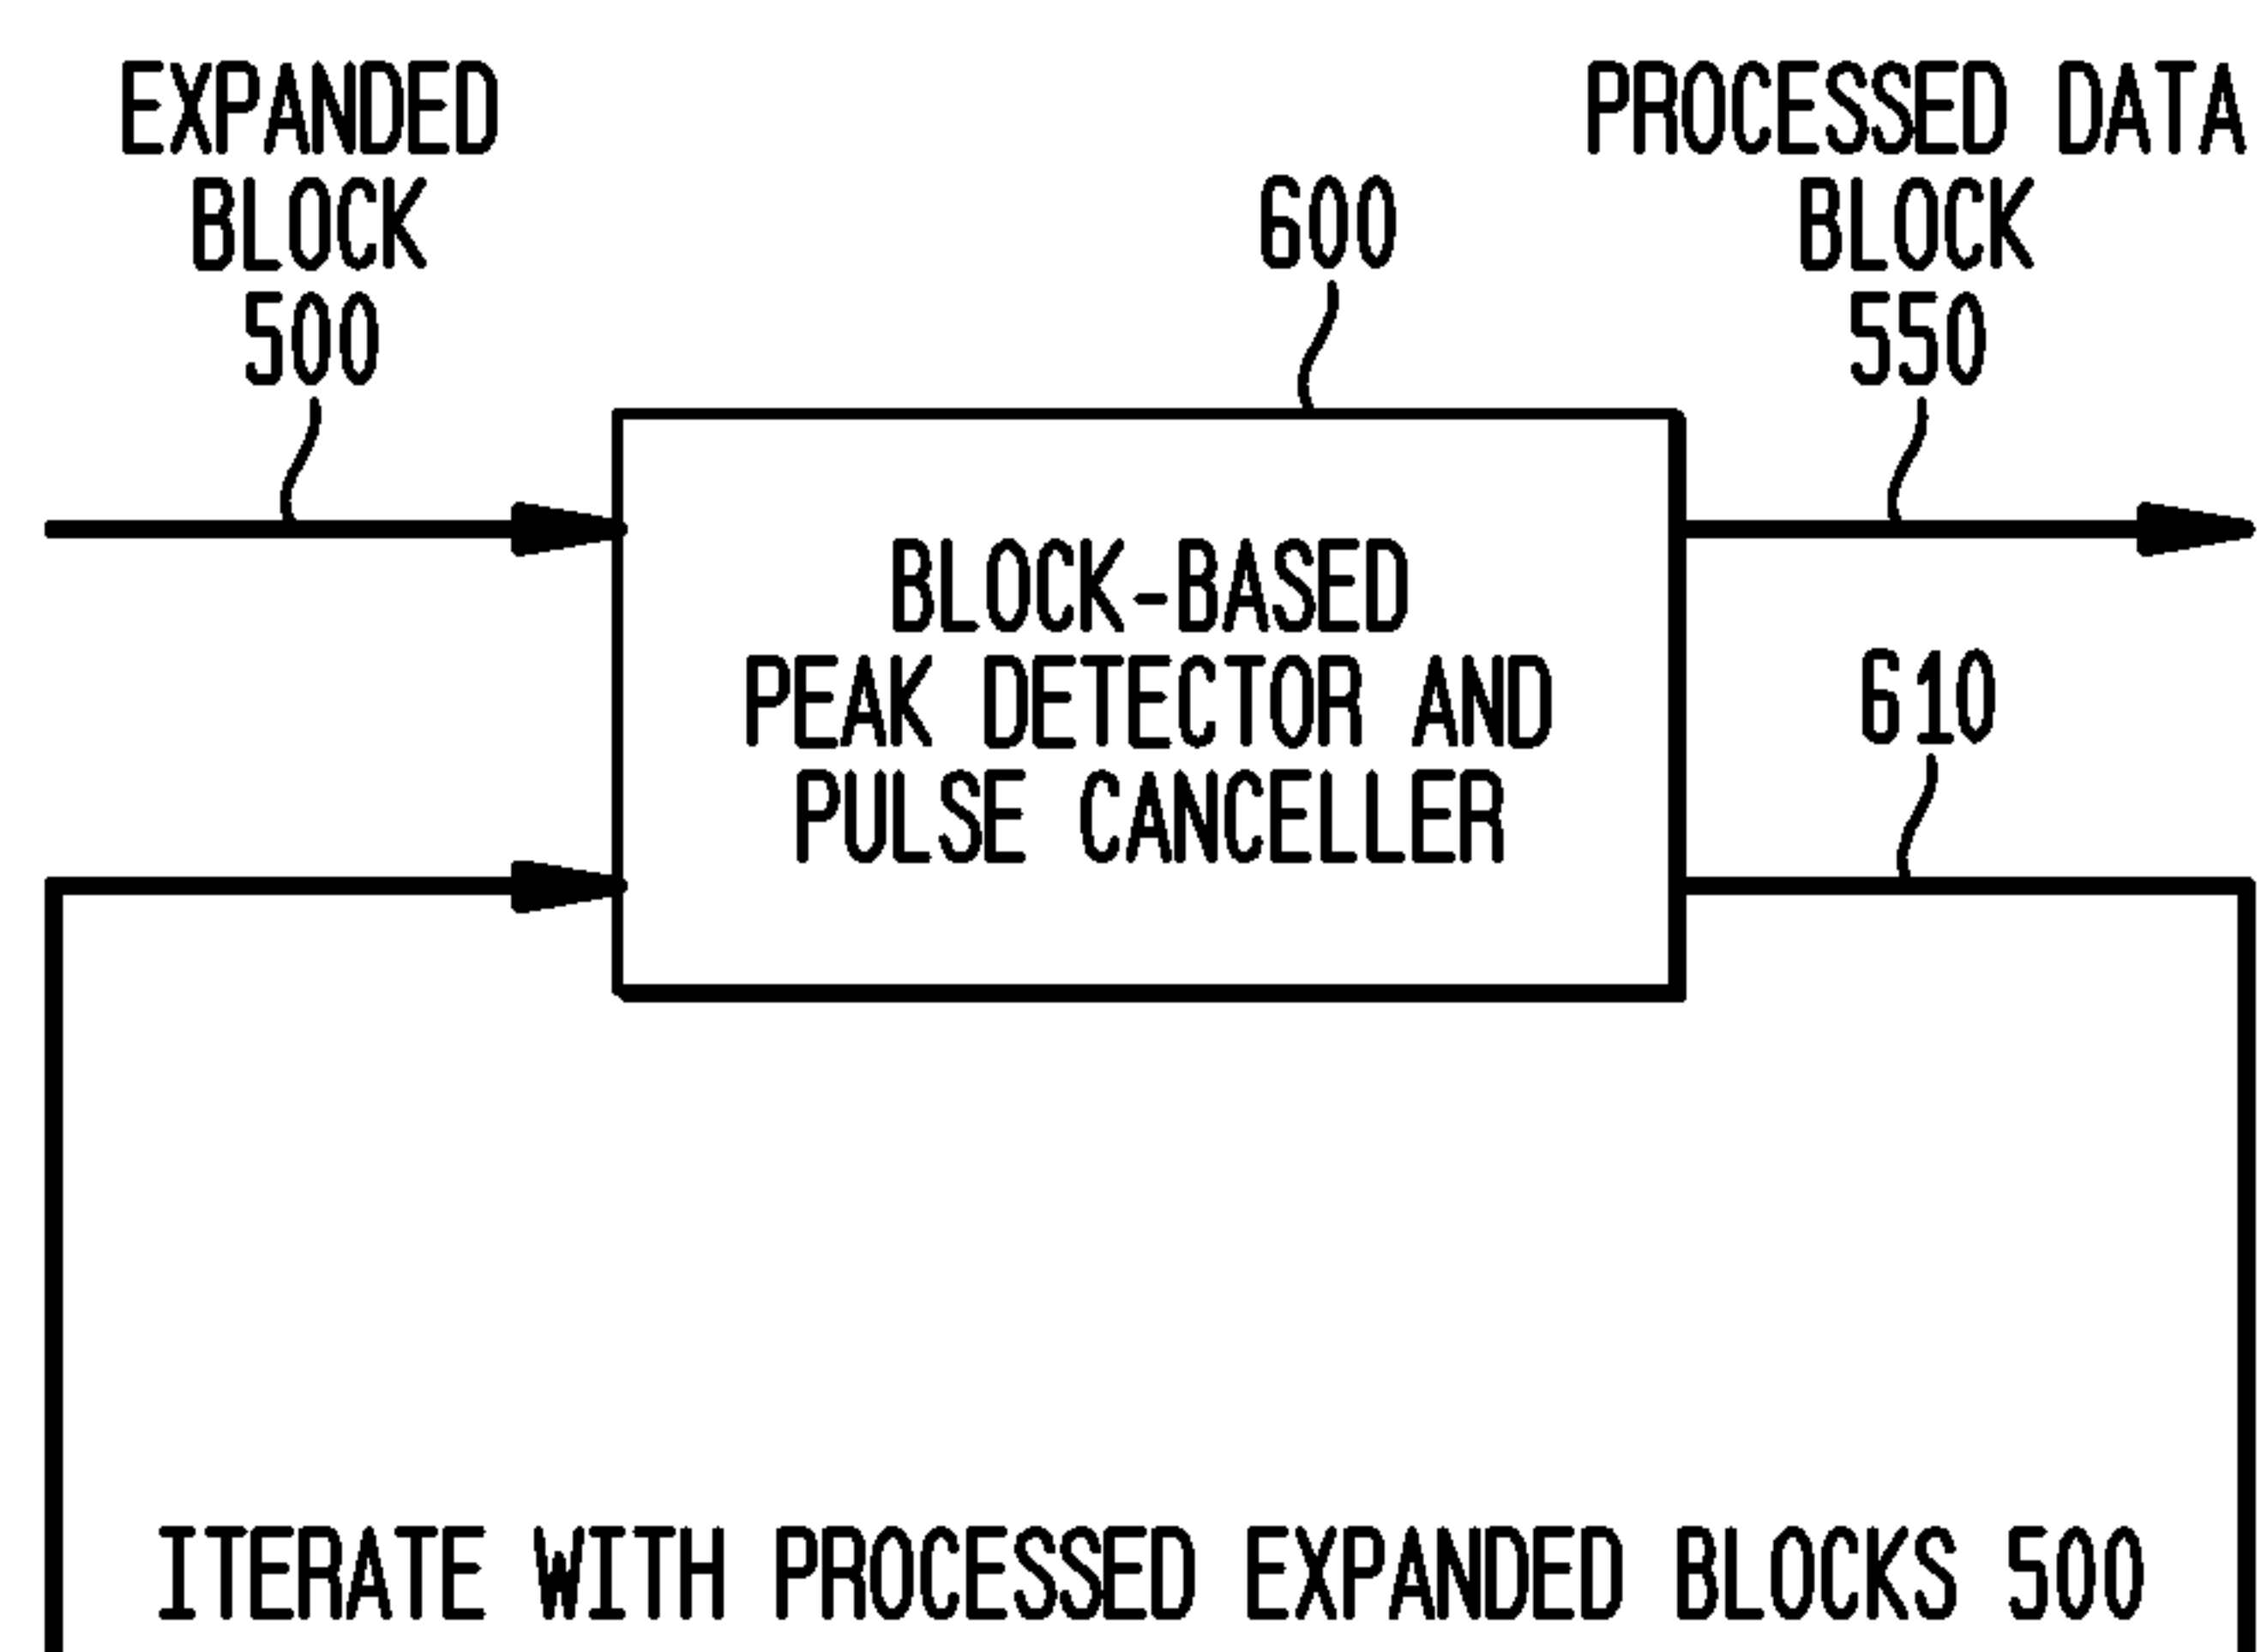 EXPANDED
BLOCK
500
600
PROCESSED DATA
BLOCK
550
BLOCK-BASED
PEAK DETECTOR AND
PULSE CANCELLER
610
ITERATE WITH PROCESSED EXPANDED BLOCKS 500